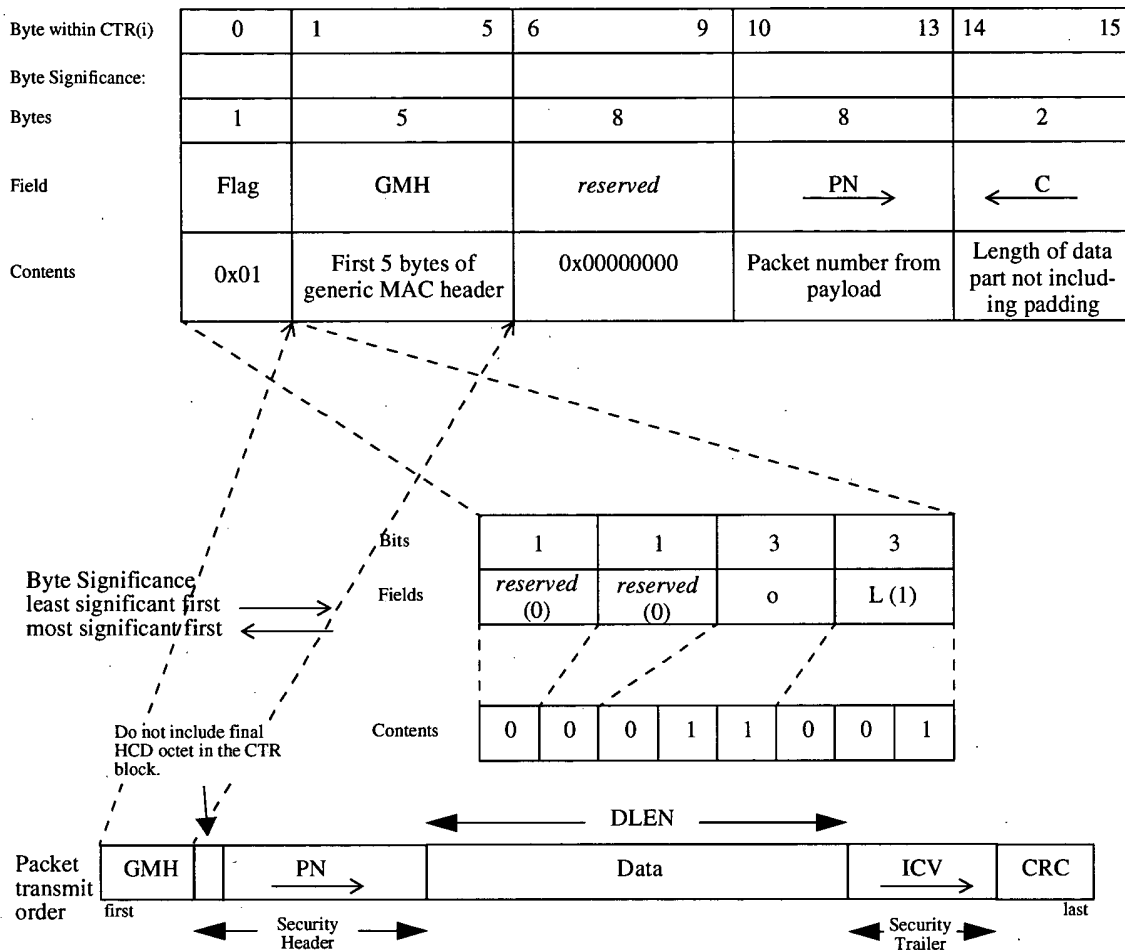 Byte within CTR(i) 0 1 5 6 9 10 13 14 15
Byte Significance:
Bytes 1 5 8 8 2
Field Flag GMH reserved PN C
Contents 0x01 First 5 bytes of generic MAC header 0x00000000 Packet number from payload Length of data part not includ-ing padding
Bits 1 1 3 3
Fields reserved (0) reserved (0) o L (1)
Byte Significance
least significant first
most significant first
Contents 0 0 0 1 1 0 0 1
Do not include final
HCD octet in the CTR
block.
DLEN
Packet
transmit
order
GMH PN Data ICV CRC
first last
Security
Header
Security
Trailer